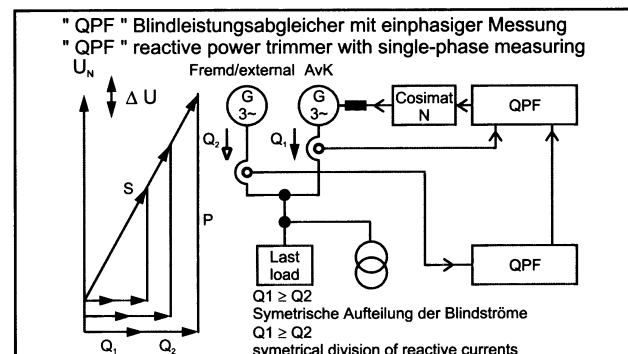 " QPF " Blindleistungsabgleicher mit einphasiger Messung
" QPF " reactive power trimmer with single-phase measuring
U_N
Δ U
Fremd/external AvK
G
3~
G
3~
Cosimat
N
QPF
Q₂
Q₁
S
P
Last
load
QPF
Q1 ≥ Q2
Symetrische Aufteilung der Blindströme
Q1 ≥ Q2
symetrical division of reactive currents
Q₁ Q₂